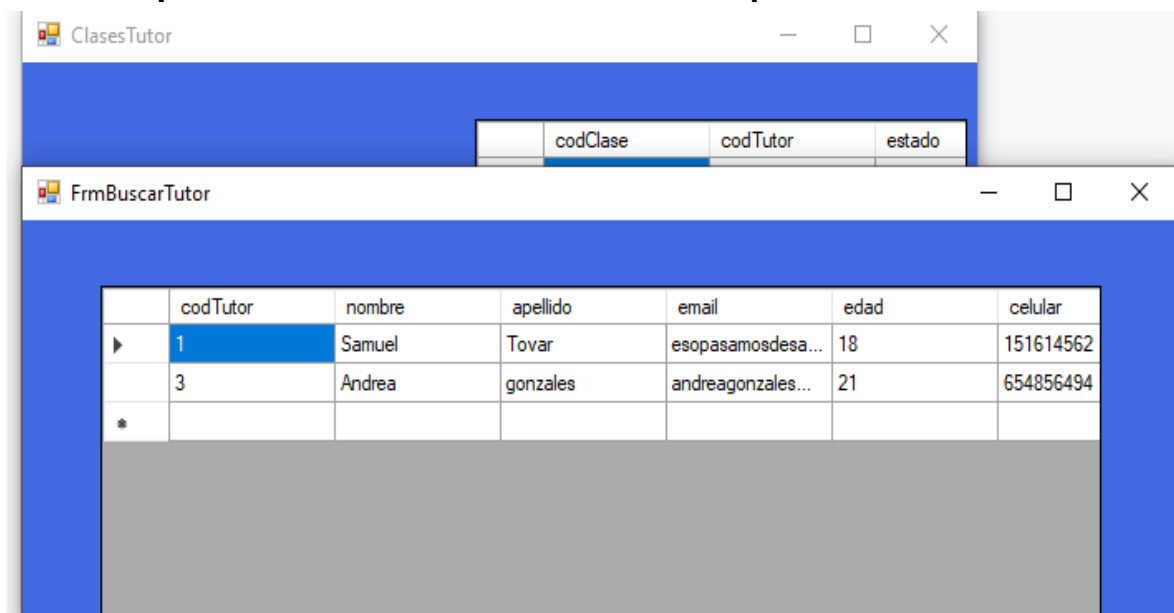 ClasesTutor
codClase codTutor estado
FrmBuscarTutor
codTutor nombre apellido email edad celular
1 Samuel Tovar esopasamosdesa... 18 151614562
3 Andrea gonzales andreagonzales... 21 654856494